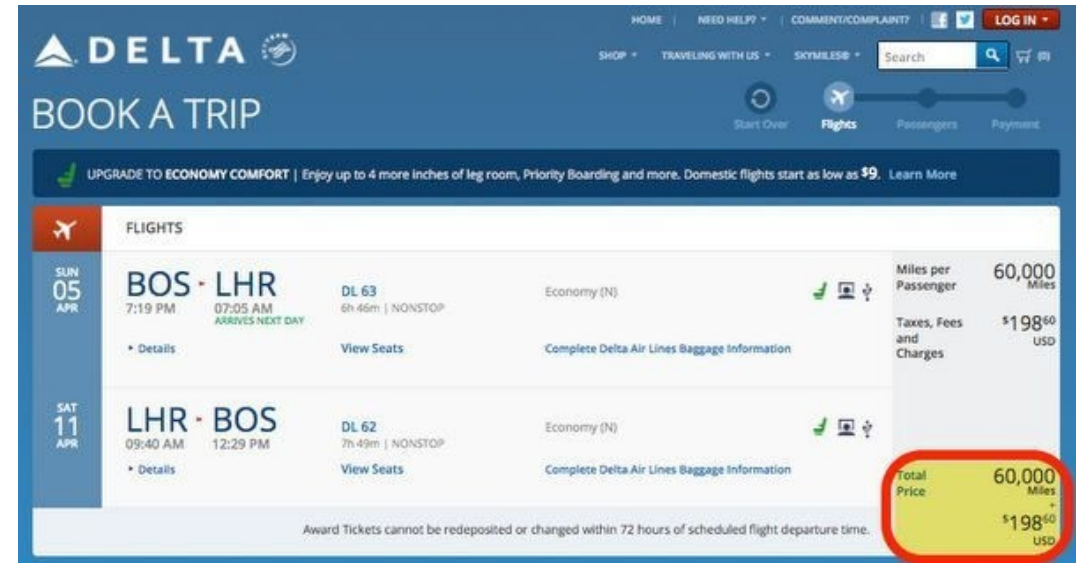 HOME | NEED HELP? | COMMENT/COMPLAINT? | LOG IN
DELTA
SHOP TRAVELING WITH US SKYMILES® Search (0)
BOOK A TRIP
Start Over Flights Passengers Payment
UPGRADE TO ECONOMY COMFORT | Enjoy up to 4 more inches of leg room, Priority Boarding and more. Domestic flights start as low as $9. Learn More
FLIGHTS
SUN
05
APR
BOS LHR
7:19 PM 07:05 AM
ARRIVES NEXT DAY
Details
DL 63
6h 46m | NONSTOP
View Seats
Economy (N)
Complete Delta Air Lines Baggage Information
Miles per
Passenger
60,000
Miles
Taxes, Fees
and
Charges
$198.60
USD
SAT
11
APR
LHR BOS
09:40 AM 12:29 PM
Details
DL 62
7h 49m | NONSTOP
View Seats
Economy (N)
Complete Delta Air Lines Baggage Information
Total
Price
60,000
Miles
+
$198.60
USD
Award Tickets cannot be redeposited or changed within 72 hours of scheduled flight departure time.